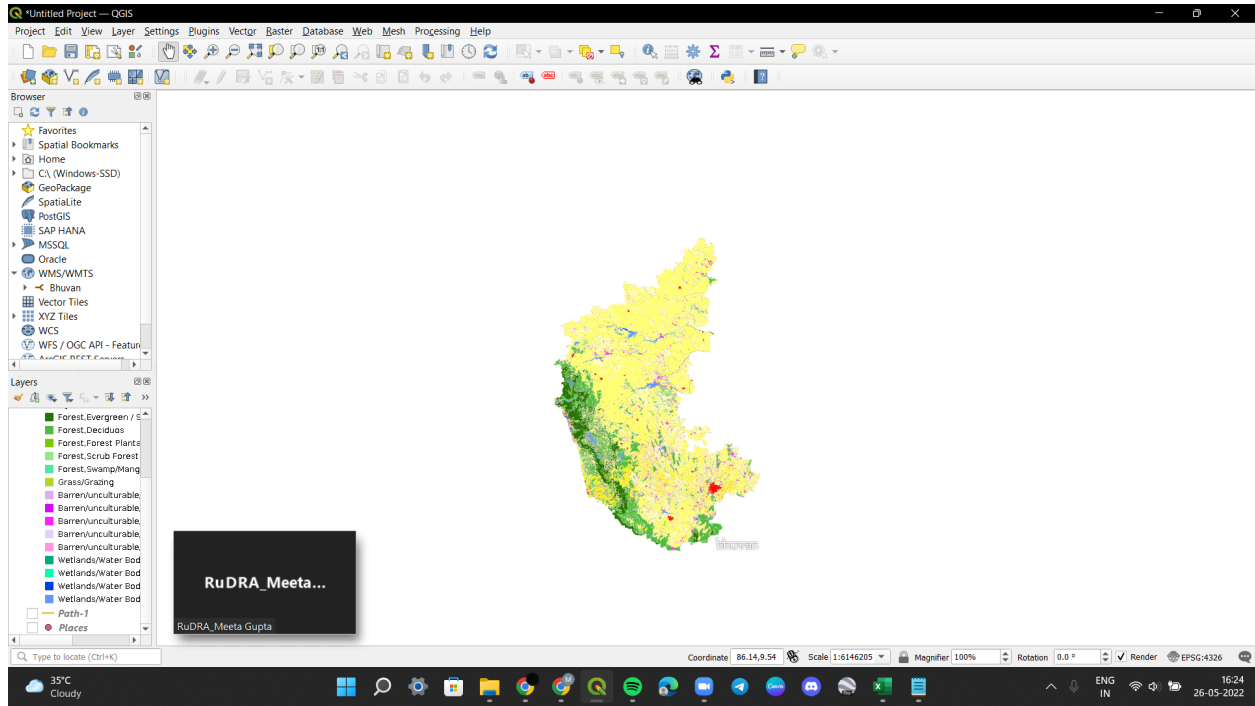 *Untitled Project — QGIS
Project Edit View Layer Settings Plugins Vector Raster Database Web Mesh Processing Help
Browser
Favorites
Spatial Bookmarks
Home
C:\ (Windows-SSD)
GeoPackage
SpatiaLite
PostGIS
SAP HANA
MSSQL
Oracle
WMS/WMTS
Bhuvan
Vector Tiles
XYZ Tiles
WCS
WFS / OGC API - Featur
ArcGIS REST Servers
Layers
Forest,Evergreen / S
Forest,Deciduos
Forest,Forest Planta
Forest,Scrub Forest
Forest,Swamp/Mang
Grass/Grazing
Barren/unculturable,
Barren/unculturable,
Barren/unculturable,
Barren/unculturable,
Barren/unculturable,
Wetlands/Water Bod
Wetlands/Water Bod
Wetlands/Water Bod
Wetlands/Water Bod
Path-1
Places
bhuvan
RuDRA_Meeta...
RuDRA_Meeta Gupta
Type to locate (Ctrl+K)
Coordinate 86.14,9.54 Scale 1:6146205 Magnifier 100% Rotation 0.0 ° Render EPSG:4326
35°C
Cloudy
ENG
IN
16:24
26-05-2022